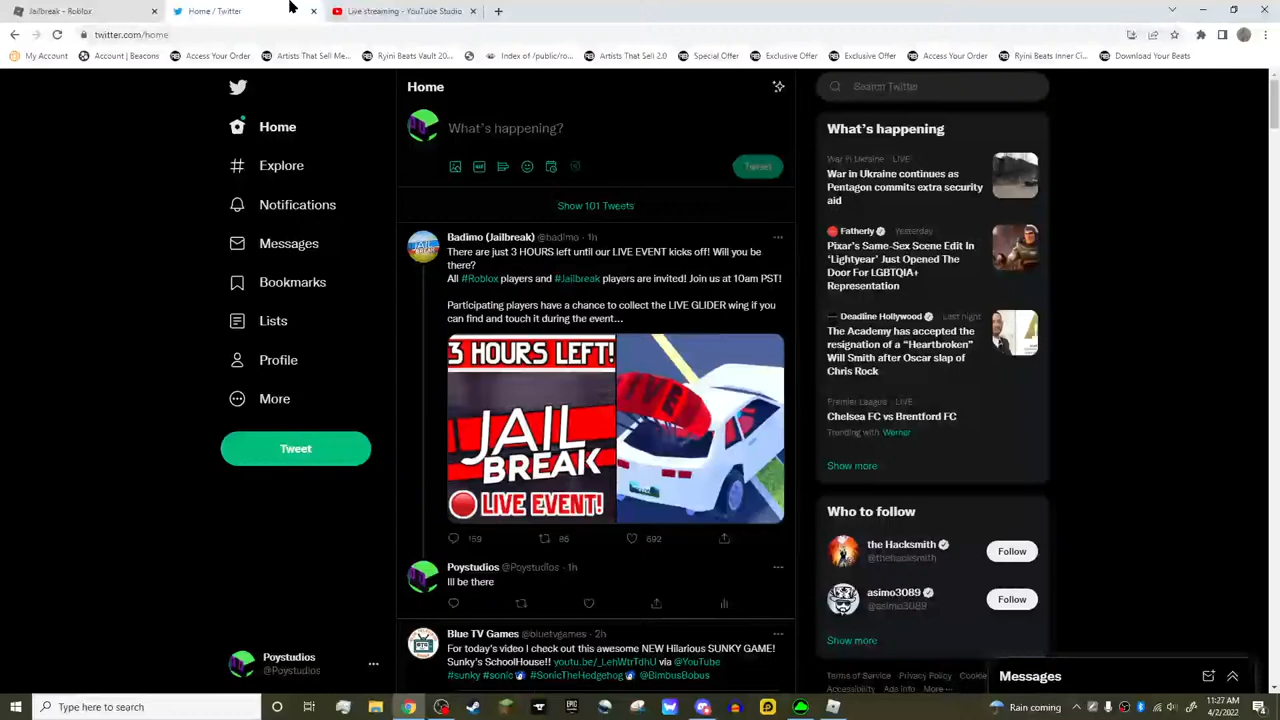 Jailbreak - Roblox
Home / Twitter
Live streaming - YouTube Studio
twitter.com/home
My Account
Account | Beacons
Access Your Order
Artists That Sell Me...
Ryini Beats Vault 20...
Index of /public/ro...
Artists That Sell 2.0
Special Offer
Exclusive Offer
Exclusive Offer
Access Your Order
Ryini Beats Inner Ci...
Download Your Beats
Home
Explore
Notifications
Messages
Bookmarks
Lists
Profile
More
Tweet
Poystudios
@Poystudios
Home
What's happening?
GIF
Tweet
Show 101 Tweets
Badimo (Jailbreak) @badimo · 1h
There are just 3 HOURS left until our LIVE EVENT kicks off! Will you be
there?
All #Roblox players and #Jailbreak players are invited! Join us at 10am PST!
Participating players have a chance to collect the LIVE GLIDER wing if you
can find and touch it during the event...
3 HOURS LEFT!
JAIL
BREAK
LIVE EVENT!
LIVE
159
86
692
Poystudios @Poystudios · 1h
Ill be there
Blue TV Games @bluetvgames · 2h
For today's video I check out this awesome NEW Hilarious SUNKY GAME!
Sunky's SchoolHouse!! youtu.be/_LehWtrTdhU via @YouTube
#sunky #sonic #SonicTheHedgehog @BimbusBobus
Search Twitter
What's happening
War in Ukraine · LIVE
War in Ukraine continues as
Pentagon commits extra security
aid
Fatherly · Yesterday
Pixar's Same-Sex Scene Edit In
'Lightyear' Just Opened The
Door For LGBTQIA+
Representation
Deadline Hollywood · Last night
The Academy has accepted the
resignation of a "Heartbroken"
Will Smith after Oscar slap of
Chris Rock
Premier League · LIVE
Chelsea FC vs Brentford FC
Trending with Werner
Show more
Who to follow
the Hacksmith
@thehacksmith
Follow
asimo3089
@asimo3089
Follow
Show more
Terms of Service Privacy Policy Cookie
Accessibility Ads info More ...
Messages
Type here to search
EPIC
Rain coming
11:27 AM
4/2/2022